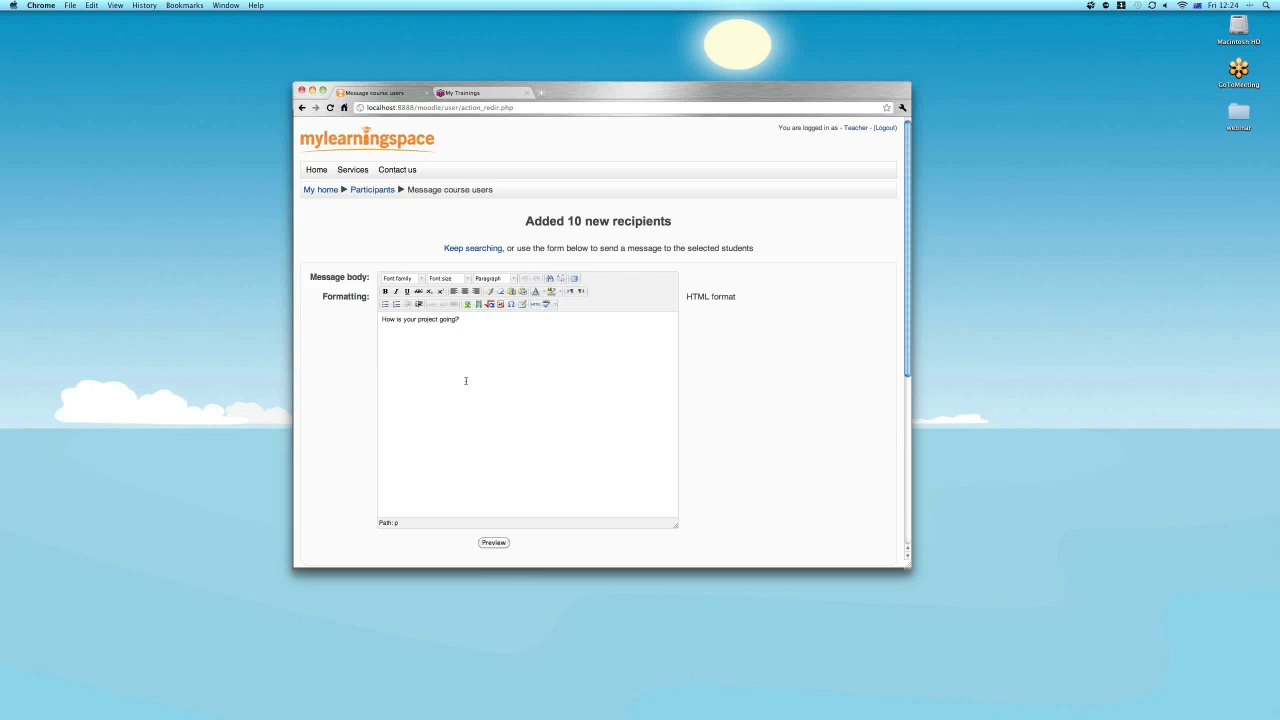 Chrome File Edit View History Bookmarks Window Help Fri 12:24
Macintosh HD
GoToMeeting
webinar
Message course users My Trainings
localhost:8888/moodle/user/action_redir.php
You are logged in as - Teacher - (Logout)
mylearningspace
Home Services Contact us
My home ▶ Participants ▶ Message course users
Added 10 new recipients
Keep searching, or use the form below to send a message to the selected students
Message body:
Font family Font size Paragraph
Formatting:
HTML format
How is your project going?
Path: p
Preview